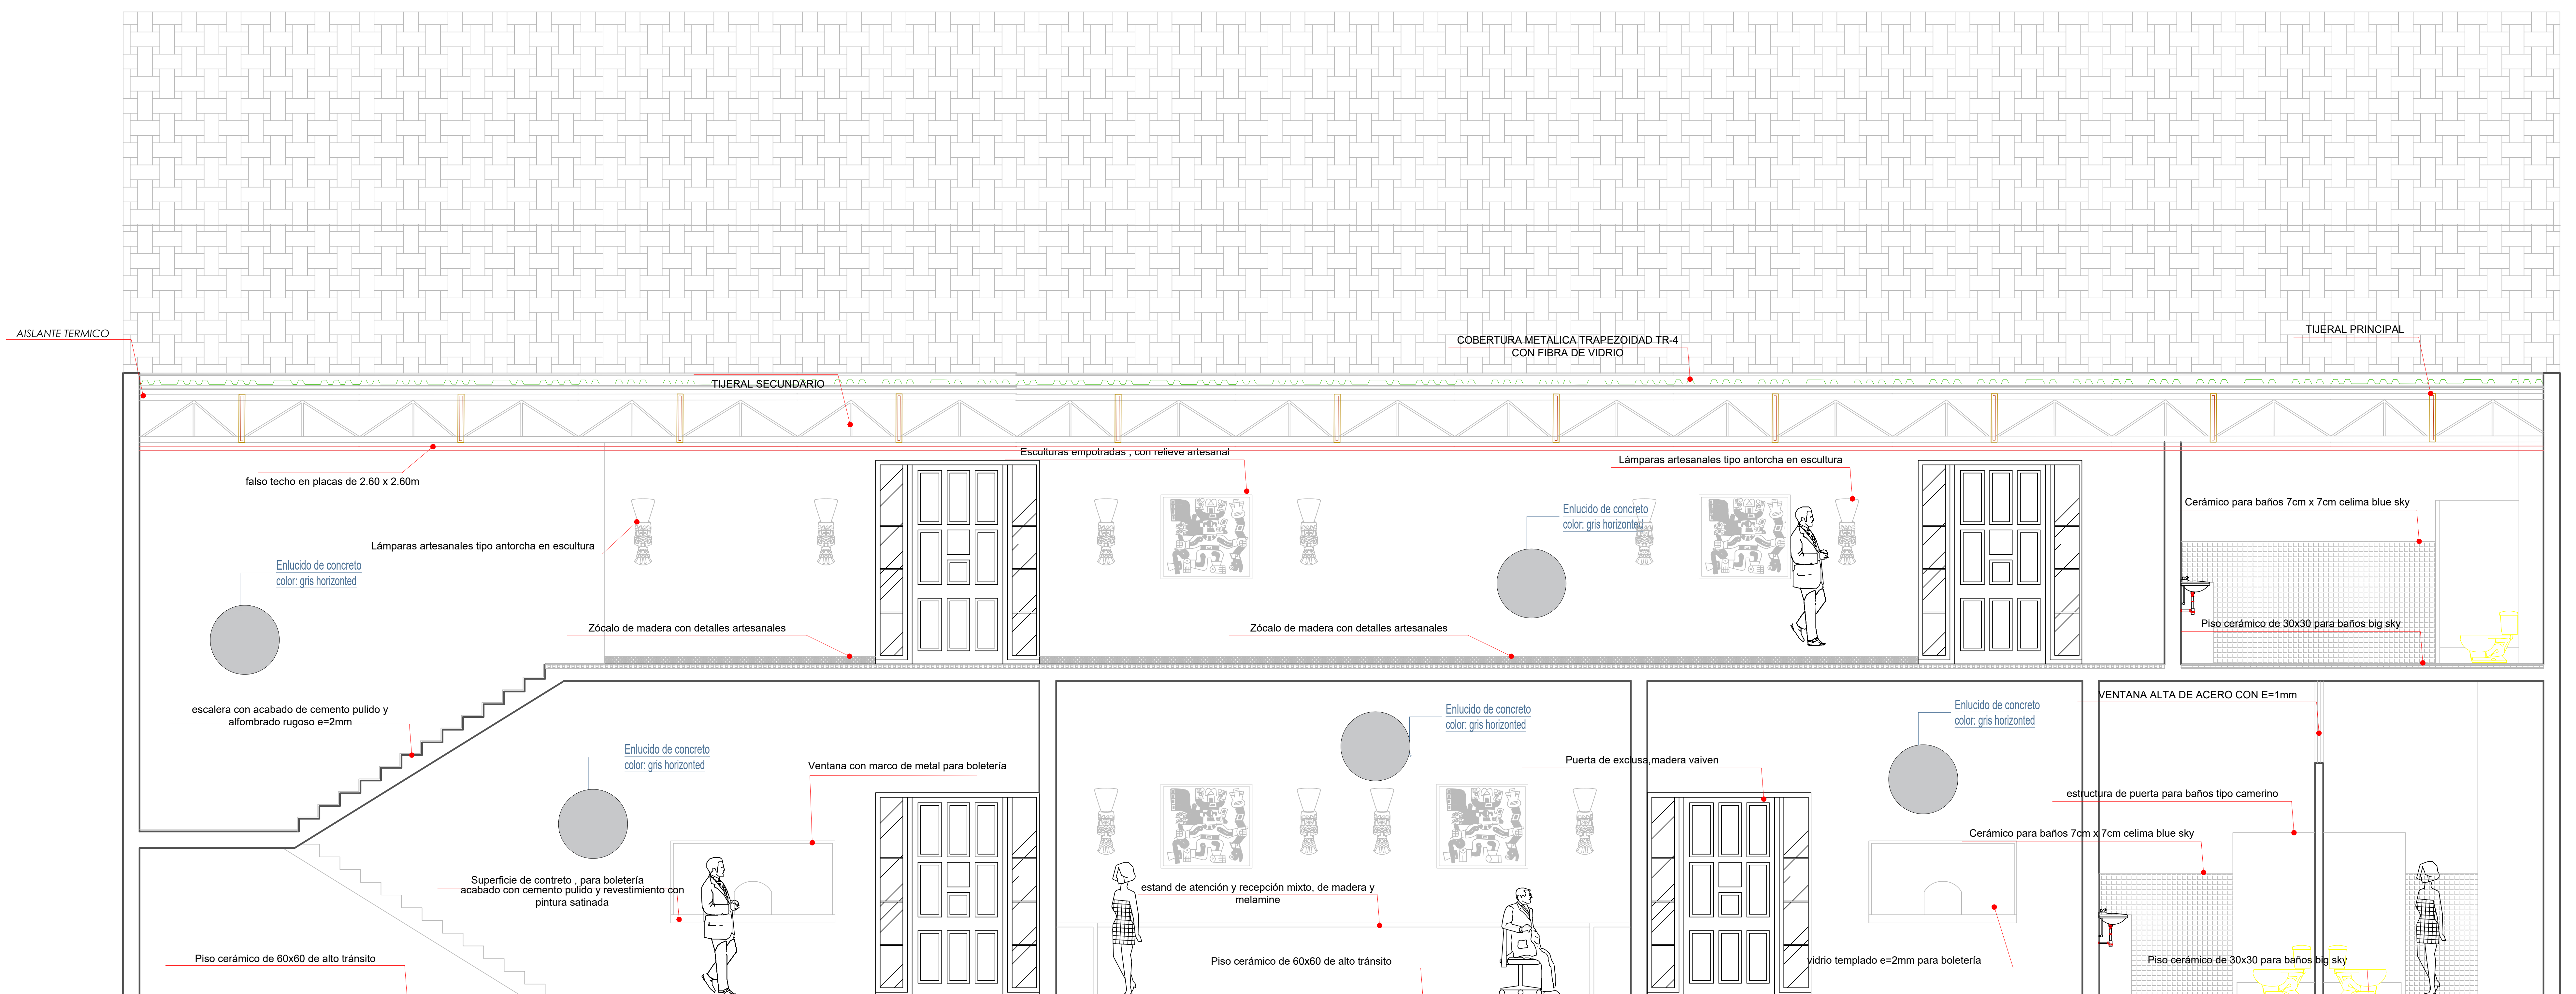 AISLANTE TERMICO
COBERTURA METALICA TRAPEZOIDAD TR-4
CON FIBRA DE VIDRIO
TIJERAL PRINCIPAL
TIJERAL SECUNDARIO
falso techo en placas de 2.60 x 2.60m
Esculturas empotradas , con relieve artesanal
Lámparas artesanales tipo antorcha en escultura
Cerámico para baños 7cm x 7cm celima blue sky
Enlucido de concreto
color: gris horizonted
Lámparas artesanales tipo antorcha en escultura
Enlucido de concreto
color: gris horizonted
Zócalo de madera con detalles artesanales
Zócalo de madera con detalles artesanales
Piso cerámico de 30x30 para baños big sky
escalera con acabado de cemento pulido y
alfombrado rugoso e=2mm
Enlucido de concreto
color: gris horizonted
Enlucido de concreto
color: gris horizonted
VENTANA ALTA DE ACERO CON E=1mm
Enlucido de concreto
color: gris horizonted
Ventana con marco de metal para boletería
Puerta de exclusa,madera vaiven
estructura de puerta para baños tipo camerino
Cerámico para baños 7cm x 7cm celima blue sky
Superficie de contreto , para boletería
acabado con cemento pulido y revestimiento con
pintura satinada
estand de atención y recepción mixto, de madera y
melamine
Piso cerámico de 60x60 de alto tránsito
Piso cerámico de 60x60 de alto tránsito
vidrio templado e=2mm para boletería
Piso cerámico de 30x30 para baños big sky